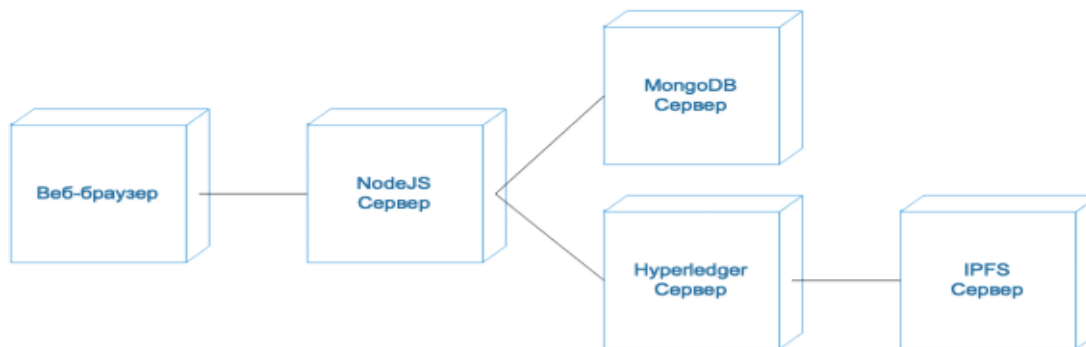 Веб-браузер
NodeJS
Сервер
MongoDB
Сервер
Hyperledger
Сервер
IPFS
Сервер